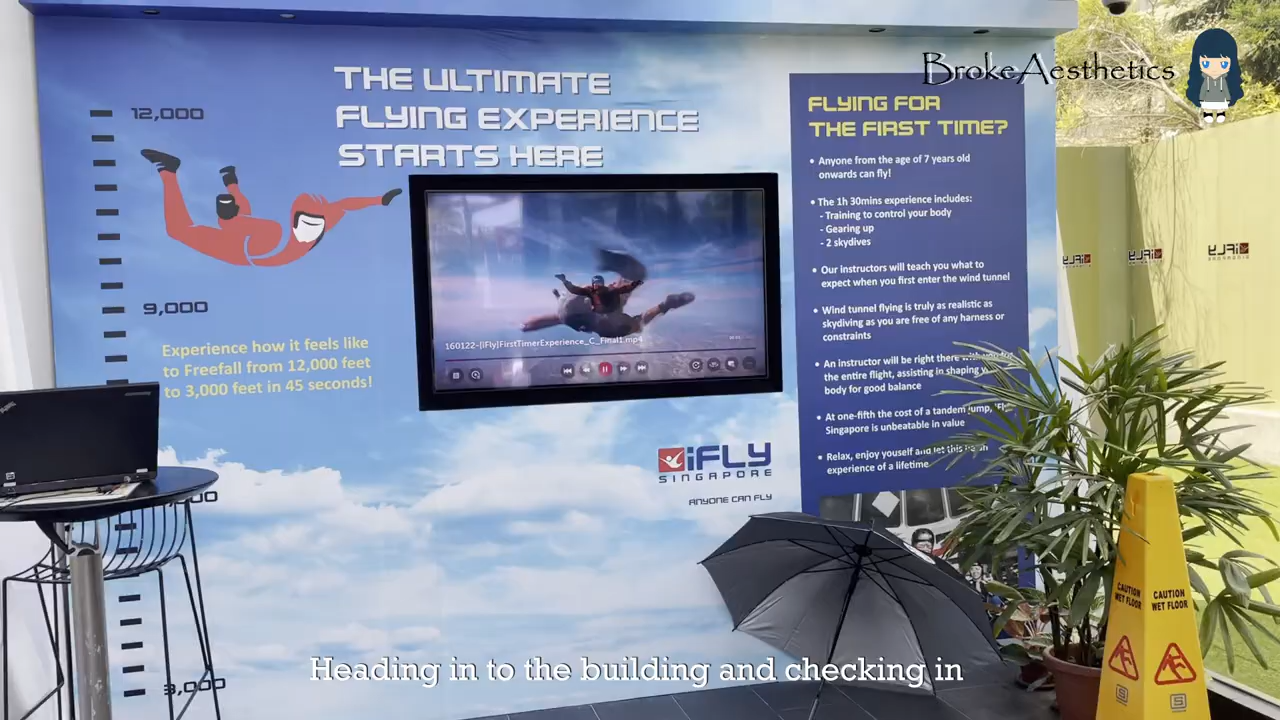 BrokeAesthetics
THE ULTIMATE
FLYING EXPERIENCE
STARTS HERE
12,000
9,000
Experience how it feels like
to Freefall from 12,000 feet
to 3,000 feet in 45 seconds!
3,000
160122-[iFly]FirstTimerExperience_C_Final1.mp4
iFLY
SINGAPORE
ANYONE CAN FLY
FLYING FOR
THE FIRST TIME?
• Anyone from the age of 7 years old
onwards can fly!
• The 1h 30mins experience includes:
- Training to control your body
- Gearing up
- 2 skydives
• Our instructors will teach you what to
expect when you first enter the wind tunnel
• Wind tunnel flying is truly as realistic as
skydiving as you are free of any harness or
constraints
• An instructor will be right there with you for
the entire flight, assisting in shaping
body for good balance
• At one-fifth the cost of a tandem jump, iFly
Singapore is unbeatable in value
• Relax, enjoy youself and let this
experience of a lifetime
iFLY
iFLY
iFLY
CAUTION
WET FLOOR
CAUTION
WET FLOOR
Heading in to the building and checking in